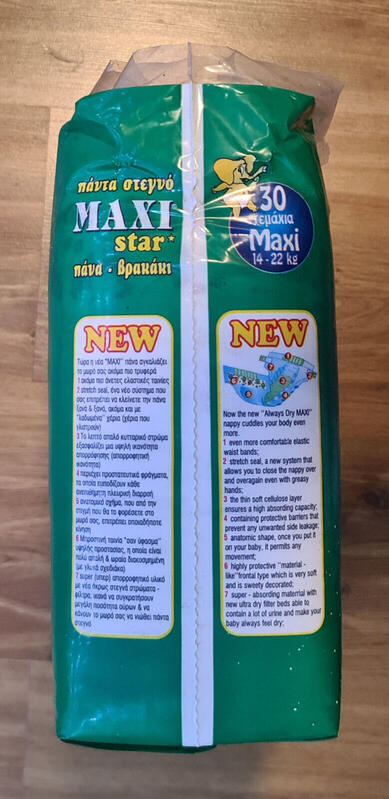 πάντα στεγνό
MAXI
star
πάνα - βρακάκι
30
τεμάχια
Maxi
14 - 22 kg
NEW
Τώρα η νέα "MAXI" πάνα αγκαλιάζει
το μωρό σας ακόμα πιο τρυφερά
1 ακόμα πιο άνετες ελαστικές ταινίες
2 stretch seal, ένα νέο σύστημα που
σας επιτρέπει να κλείνετε την πάνα
ξανά & ξανά, ακόμα και με
"λαδωμένα" χέρια (χέρια που
γλιστρούν)
3 Το λεπτό απαλό κυτταρικό στρώμα
εξασφαλίζει μια υψηλή ικανότητα
απορρόφησης (απορροφητική
ικανότητα)
4 περιέχει προστατευτικά φράγματα,
τα οποία εμποδίζουν κάθε
ανεπιθύμητη πλευρική διαρροή
5 ανατομικό σχήμα, που από την
στιγμή που θα το φορέσετε στο
μωρό σας, επιτρέπει οποιαδήποτε
κίνηση
6 Μπροστινή ταινία "σαν ύφασμα"
υψηλής προστασίας, η οποία είναι
πολύ απαλή & ωραία διακοσμημένη
(με γλυκά σχεδιάκια)
7 super (υπερ) απορροφητικό υλικό
με νέα άκρως στεγνά στρώματα -
φίλτρα, ικανά να συγκρατήσουν
μεγάλη ποσότητα ούρων & να
κάνουν το μωρό σας να νιώθει πάντα
στεγνό
NEW
Now the new "Always Dry MAXI"
nappy cuddles your body even
more.
1 even more comfortable elastic
waist bands;
2 stretch seal, a new system that
allows you to close the nappy over
and overagain even with greasy
hands;
3 the thin soft cellulose layer
ensures a high absorbing capacity;
4 containing protective barriers that
prevent any unwanted side leakage;
5 anatomic shape, once you put it
on your baby, it permits any
movement;
6 highly protective "material -
like"frontal type which is very soft
and is sweety decorated;
7 super - absorbing material with
new ultra dry filter beds able to
contain a lot of urine and make your
baby always feel dry;